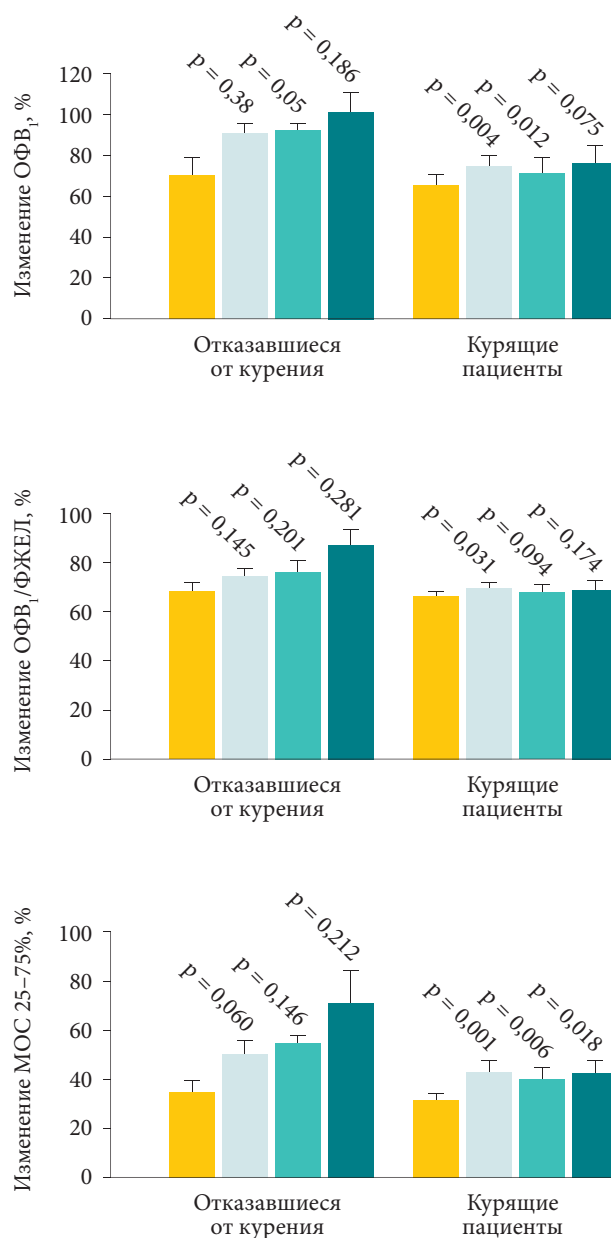 Изменение ОФВ₁, %
120
100
80
60
40
20
0
p = 0,38
p = 0,05
p = 0,186
p = 0,004
p = 0,012
p = 0,075
Отказавшиеся
от курения
Курящие
пациенты
Изменение ОФВ₁/ФЖЕЛ, %
100
80
60
40
20
0
p = 0,145
p = 0,201
p = 0,281
p = 0,031
p = 0,094
p = 0,174
Отказавшиеся
от курения
Курящие
пациенты
Изменение МОС 25–75%, %
100
80
60
40
20
0
p = 0,060
p = 0,146
p = 0,212
p = 0,001
p = 0,006
p = 0,018
Отказавшиеся
от курения
Курящие
пациенты